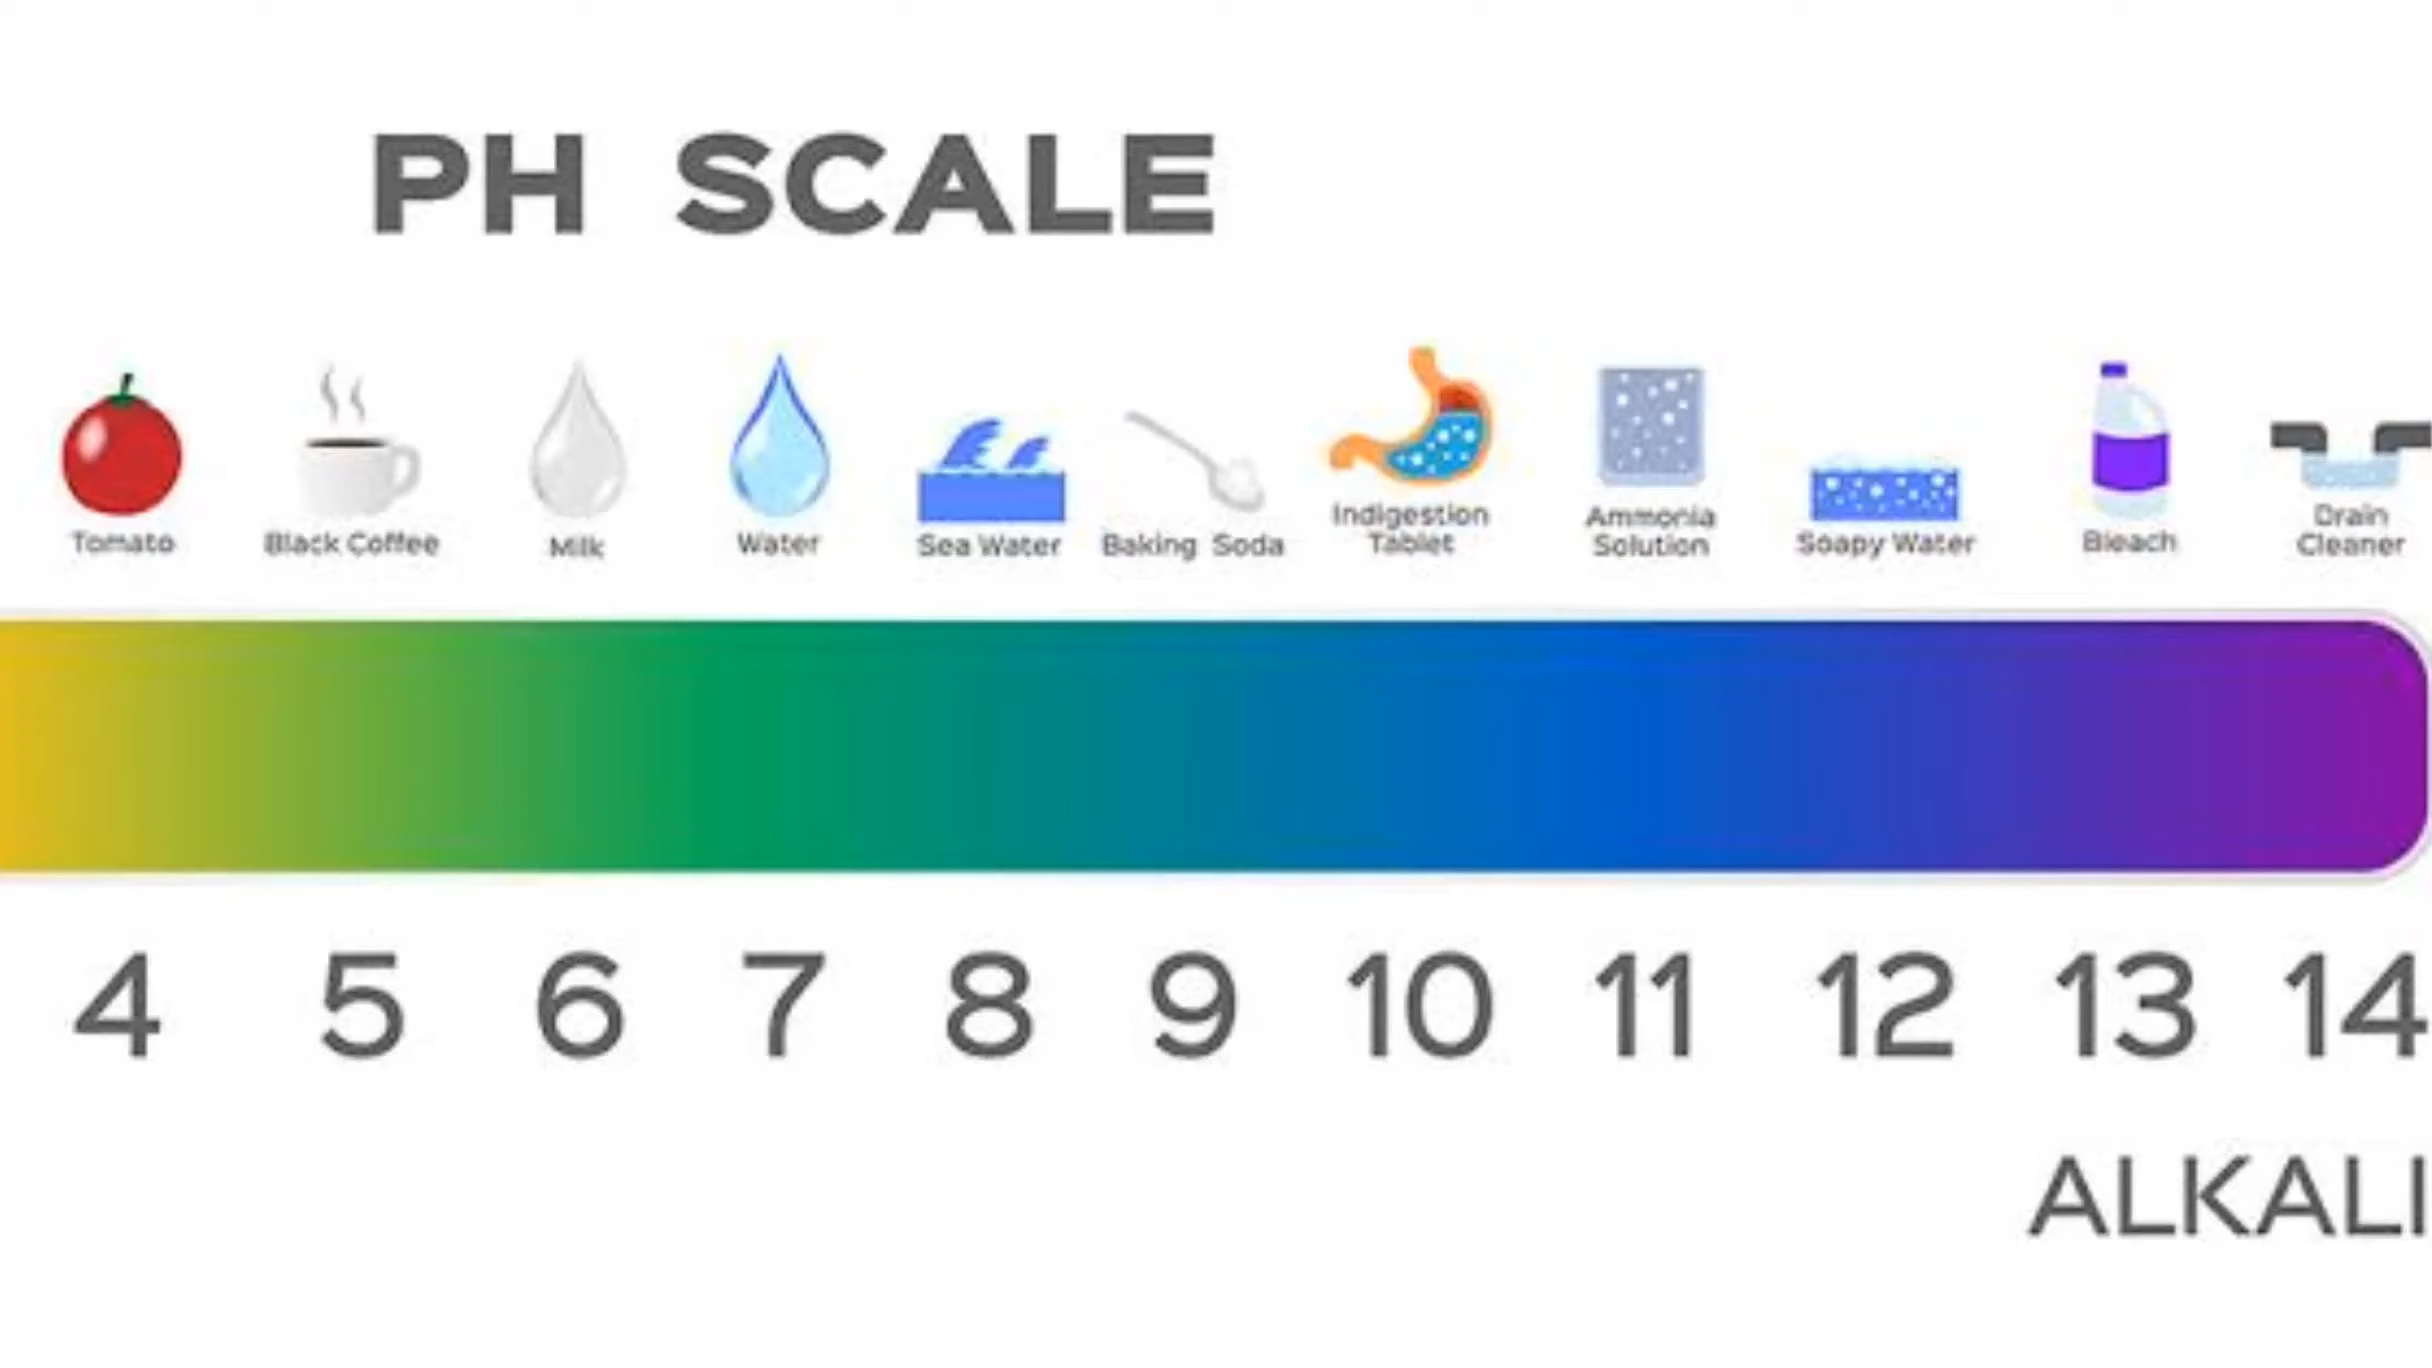 PH SCALE
Tomato
Black Coffee
Milk
Water
Sea Water
Baking Soda
Indigestion
Tablet
Ammonia
Solution
Soapy Water
Bleach
Drain
Cleaner
4 5 6 7 8 9 10 11 12 13 14
ALKALI